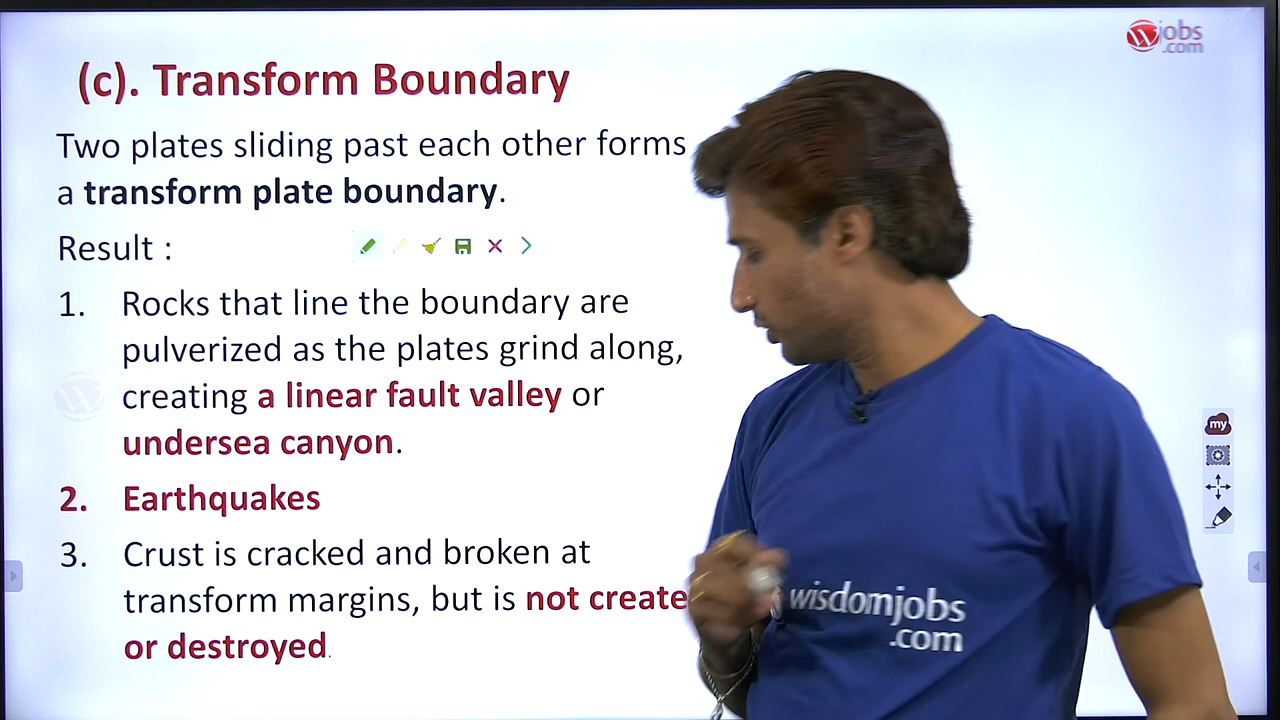 (c). Transform Boundary
Two plates sliding past each other forms
a transform plate boundary.
Result :
1. Rocks that line the boundary are
pulverized as the plates grind along,
creating a linear fault valley or
undersea canyon.
2. Earthquakes
3. Crust is cracked and broken at
transform margins, but is not create
or destroyed.
Wjobs
.com
my
wisdomjobs
.com